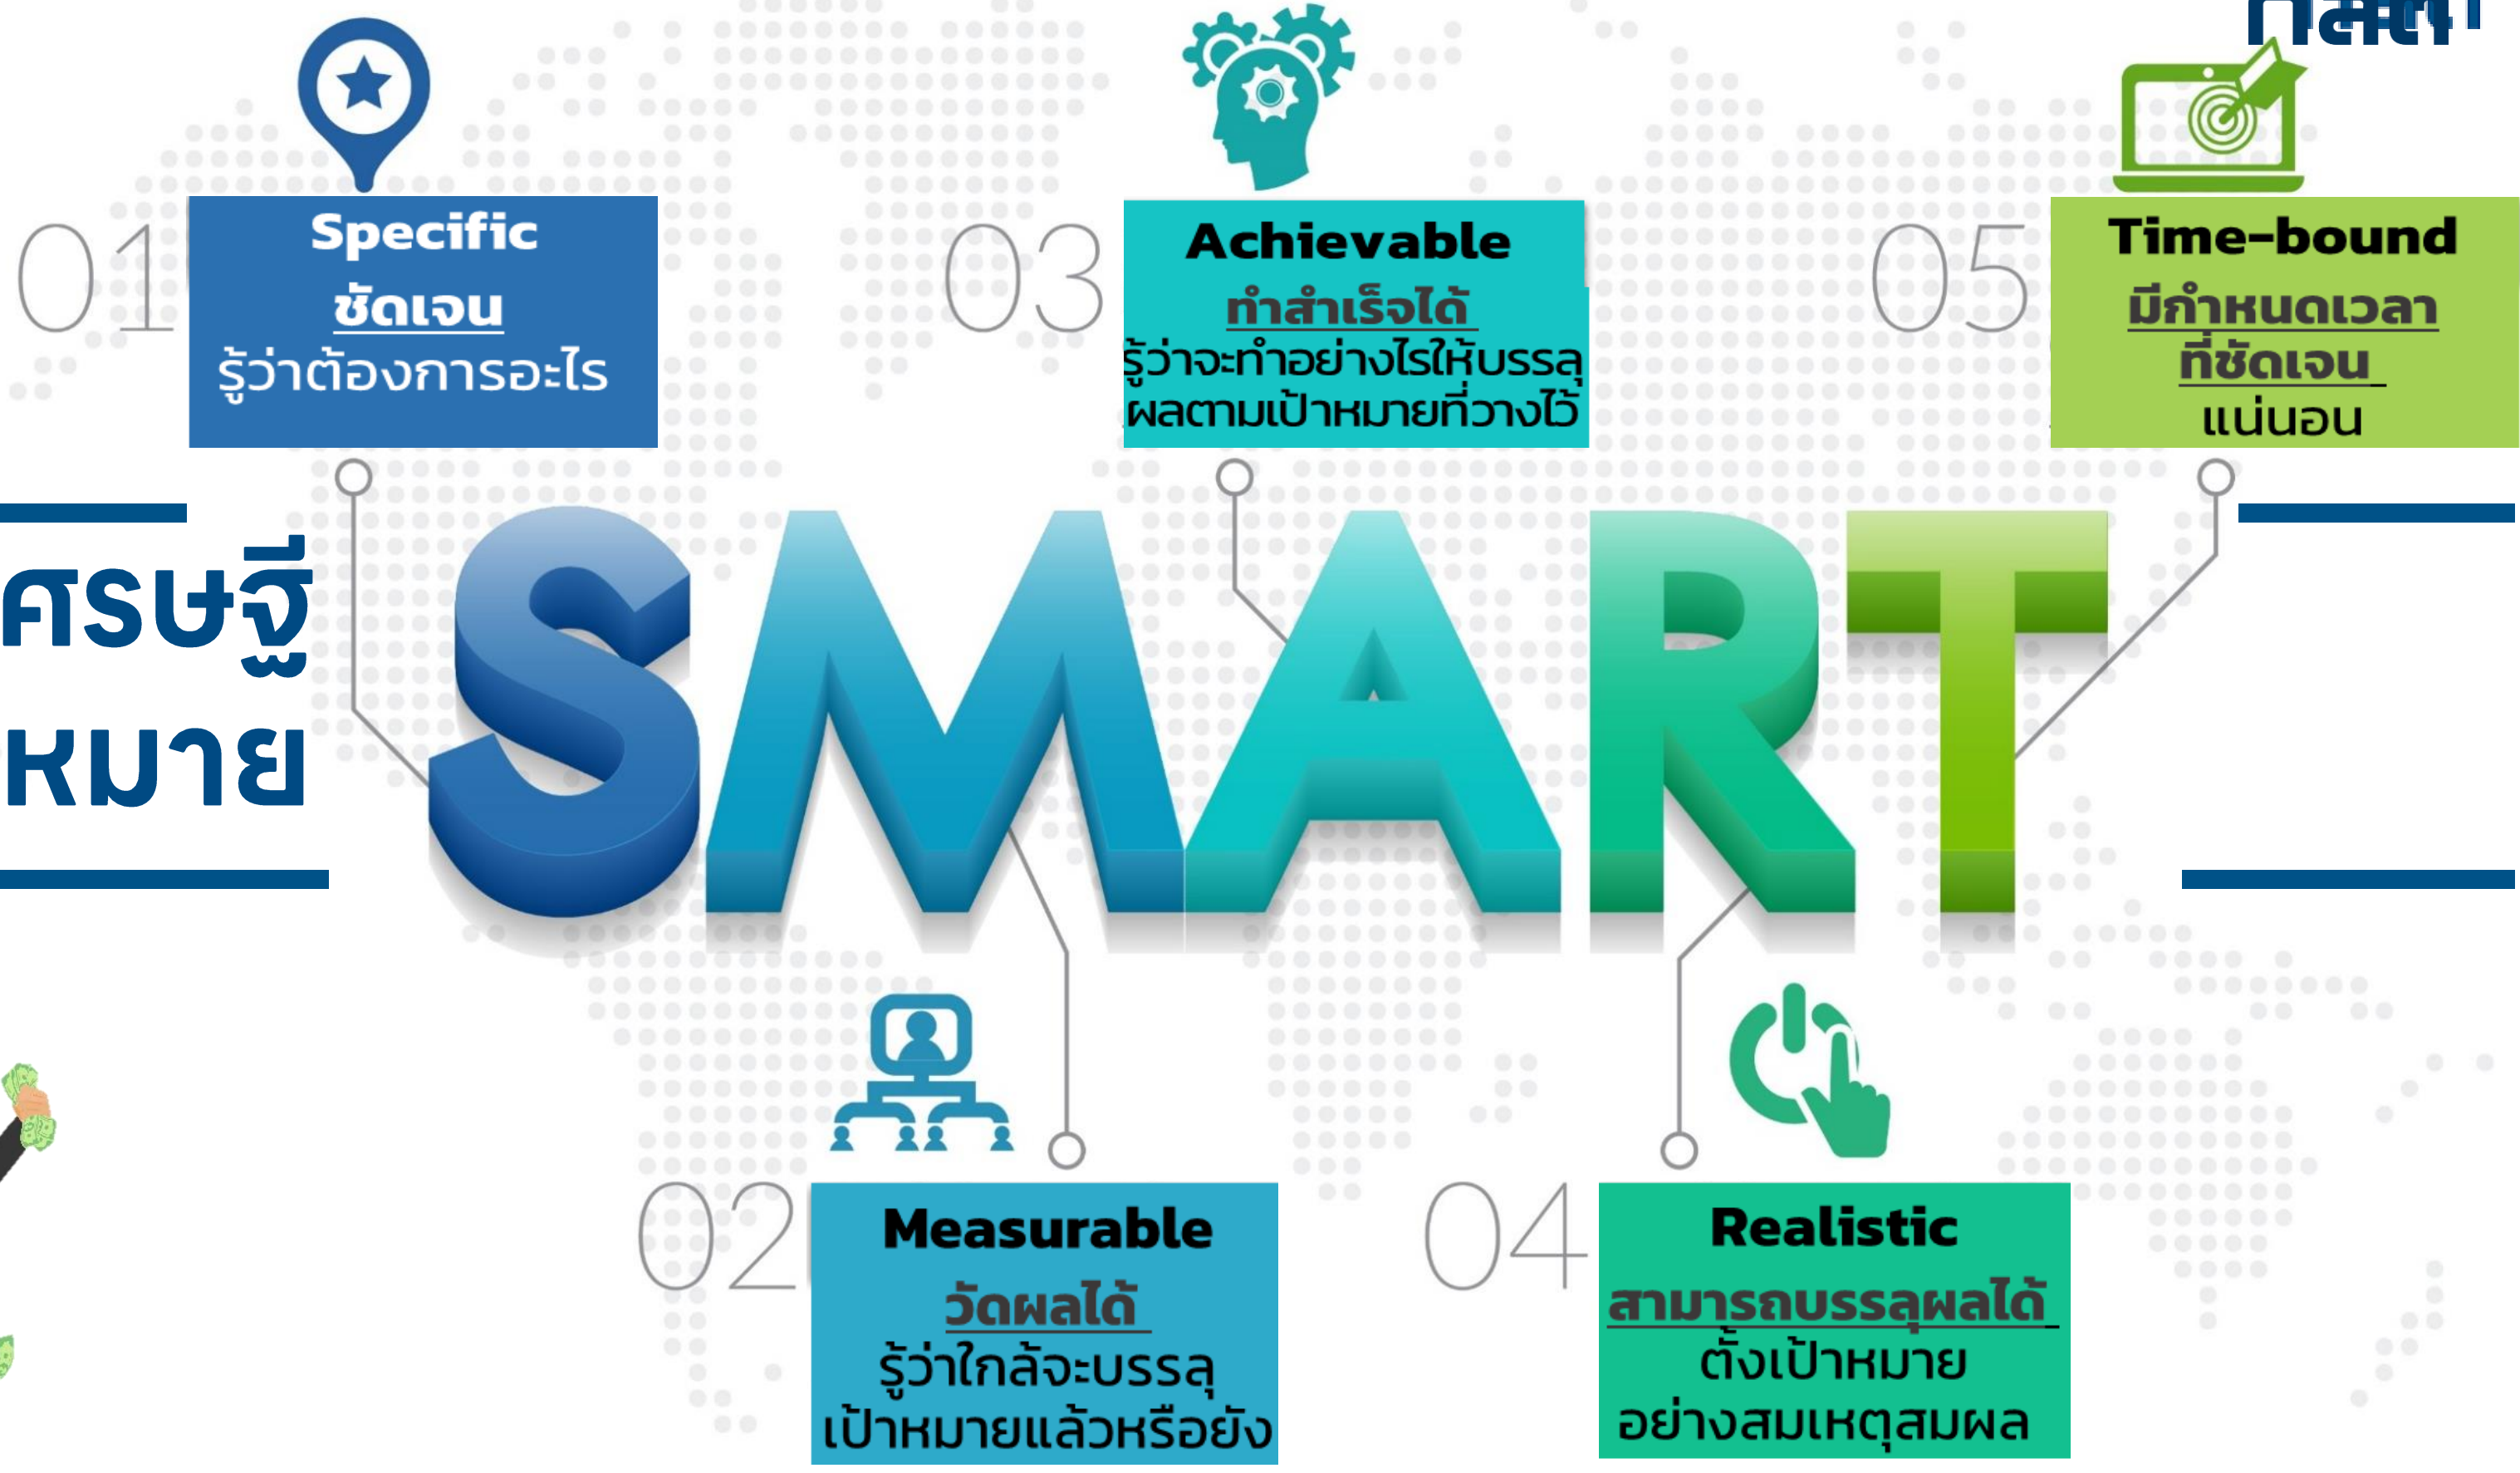 01
Specific
ชัดเจน
รู้ว่าต้องการอะไร
03
Achievable
ทำสำเร็จได้
รู้ว่าจะทำอย่างไรให้บรรลุ
ผลตามเป้าหมายที่วางไว้
05
Time-bound
มีกำหนดเวลา
ที่ชัดเจน
แน่นอน
ศรษฐี
หมาย
SMART
02
Measurable
วัดผลได้
รู้ว่าใกล้จะบรรลุ
เป้าหมายแล้วหรือยัง
04
Realistic
สามารถบรรลุผลได้
ตั้งเป้าหมาย
อย่างสมเหตุสมผล